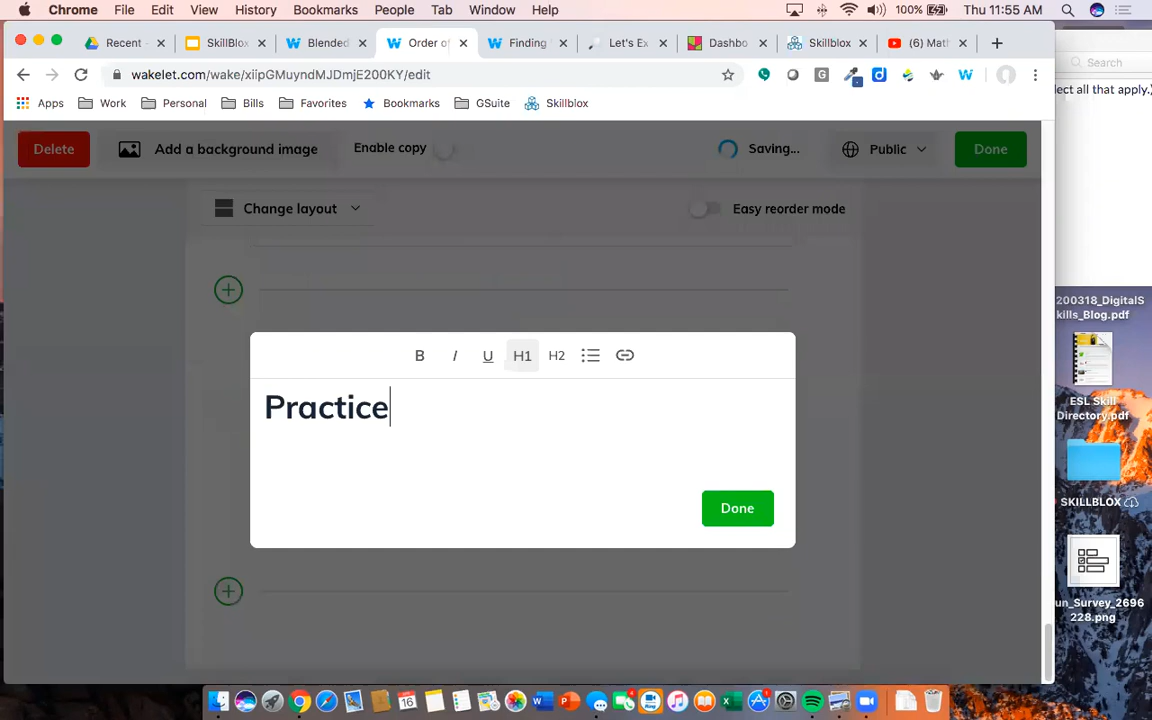 Chrome File Edit View History Bookmarks People Tab Window Help 100% Thu 11:55 AM
Recent - SkillBlox Blended Order of Finding Let's Ex Dashbo Skillblox (6) Mat
wakelet.com/wake/xiipGMuyndMJDmjE200KY/edit
Search
Apps Work Personal Bills Favorites Bookmarks GSuite Skillblox
lect all that apply.)
Delete Add a background image Enable copy Saving... Public Done
Change layout Easy reorder mode
B I U H1 H2
Practice
Done
200318_DigitalS
kills_Blog.pdf
ESL Skill
Directory.pdf
SKILLBLOX
un_Survey_2696
228.png
16